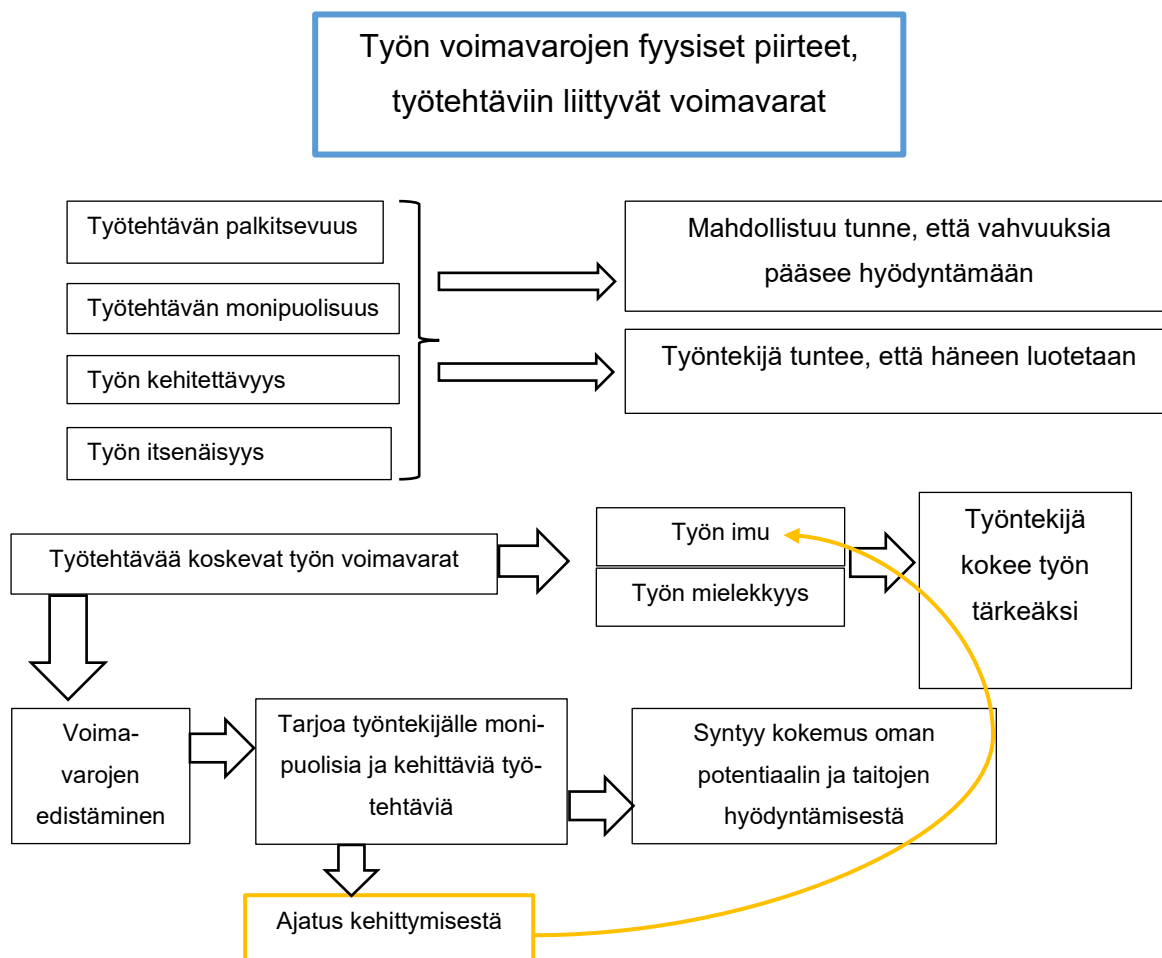 Työn voimavarojen fyysiset piirteet,
työtehtäviin liittyvät voimavarat
Työtehtävän palkitsevuus
Työtehtävän monipuolisuus
Työn kehitettävyys
Työn itsenäisyys
Mahdollistuu tunne, että vahvuuksia
pääsee hyödyntämään
Työntekijä tuntee, että häneen luotetaan
Työtehtävää koskevat työn voimavarat
Työn imu
Työn mielekkyys
Työntekijä
kokee työn
tärkeäksi
Voima-
varojen
edistäminen
Tarjoa työntekijälle moni-
puolisia ja kehittäviä työ-
tehtäviä
Syntyy kokemus oman
potentiaalin ja taitojen
hyödyntämisestä
Ajatus kehittymisestä